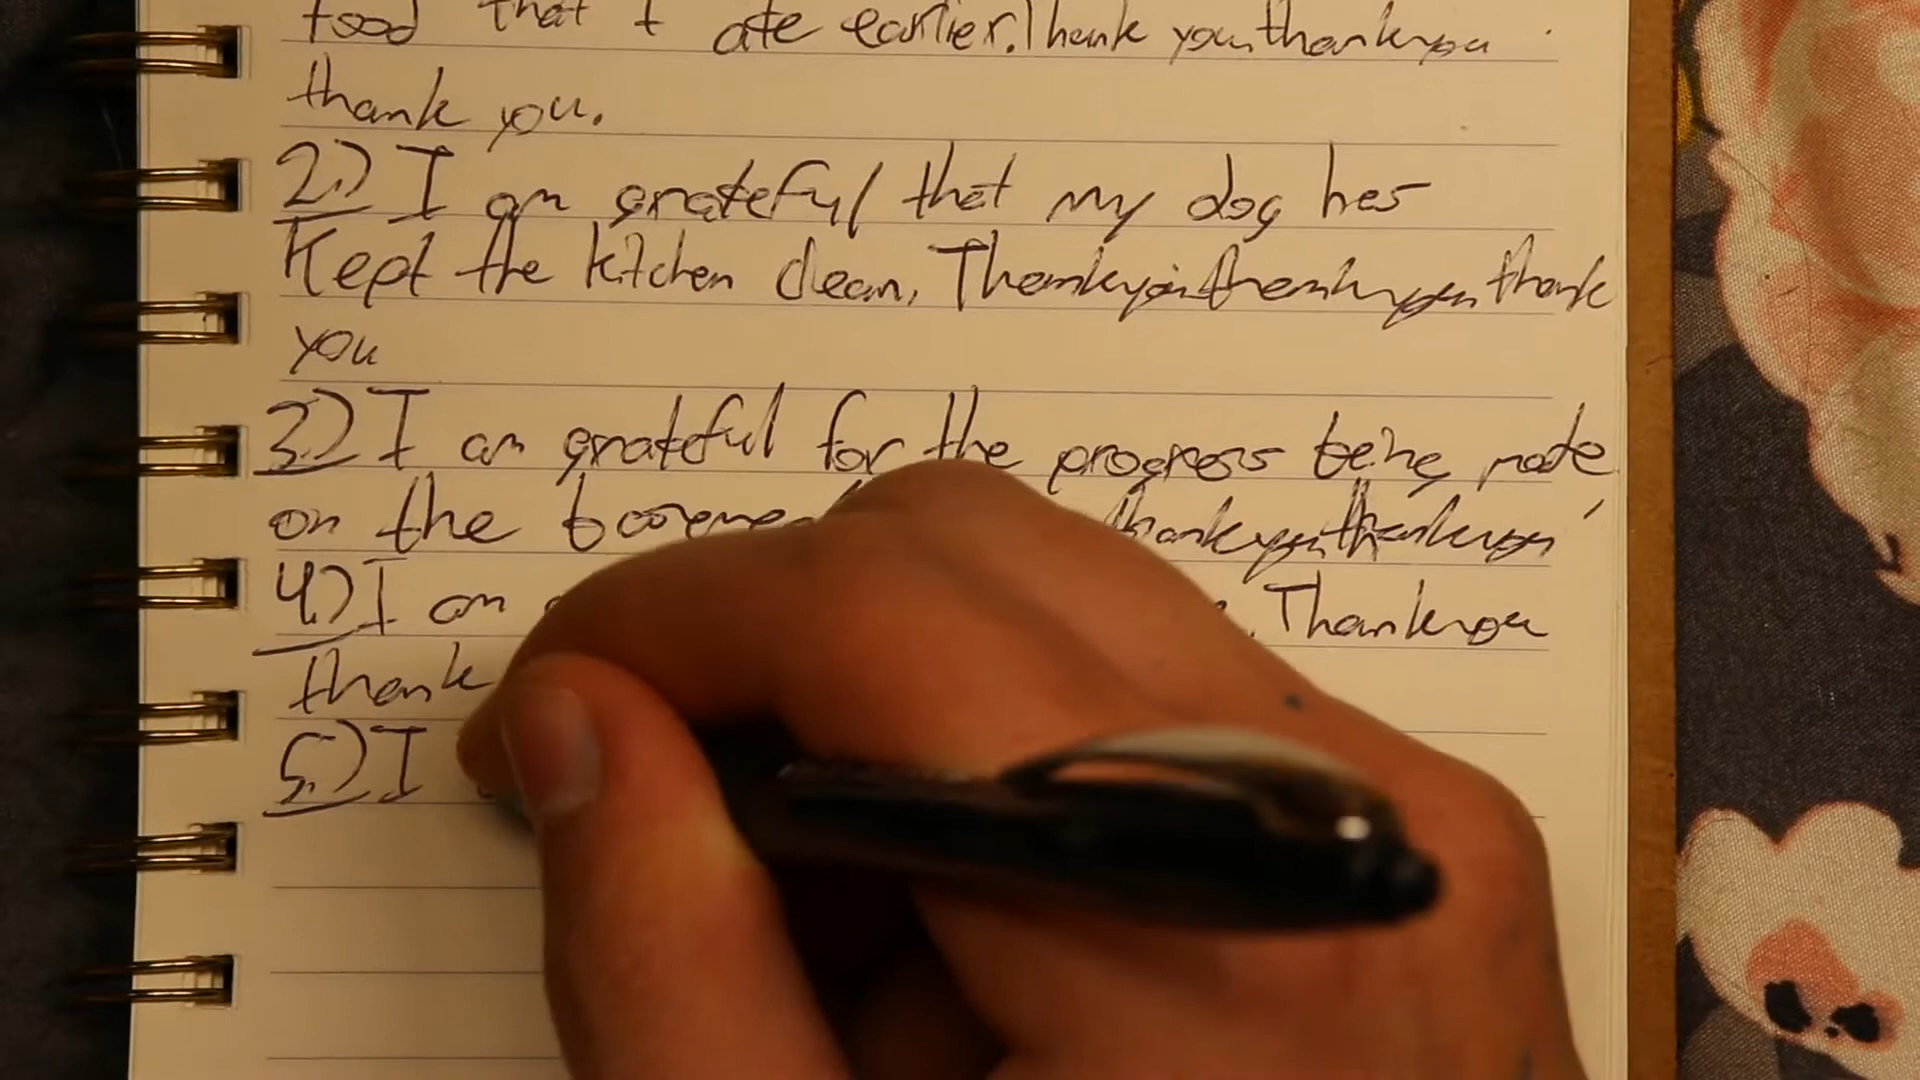 food that I ate earlier. Thank you, thank you
thank you.
2.) I am grateful that my dog has
Kept the kitchen clean, Thank you, thank you, thank
you
3.) I am grateful for the progress being made
on the thank you, thank you,
4.) I am Thank you
thank
5.) I